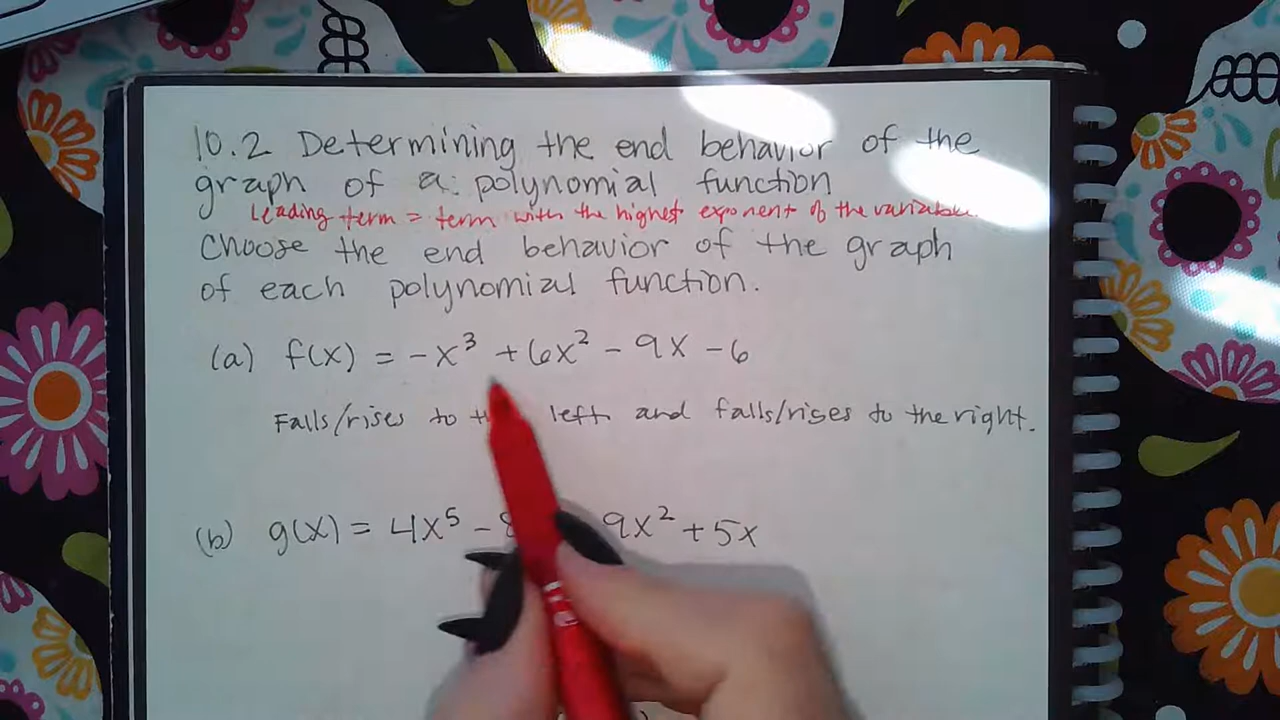 10.2 Determining the end behavior of the
graph of a polynomial function
Leading term = term with the highest exponent of the variable.
Choose the end behavior of the graph
of each polynomial function.
(a) f(x) = -x³ + 6x² - 9x - 6
Falls/rises to left and falls/rises to the right.
(b) g(x) = 4x⁵ - 9x² + 5x